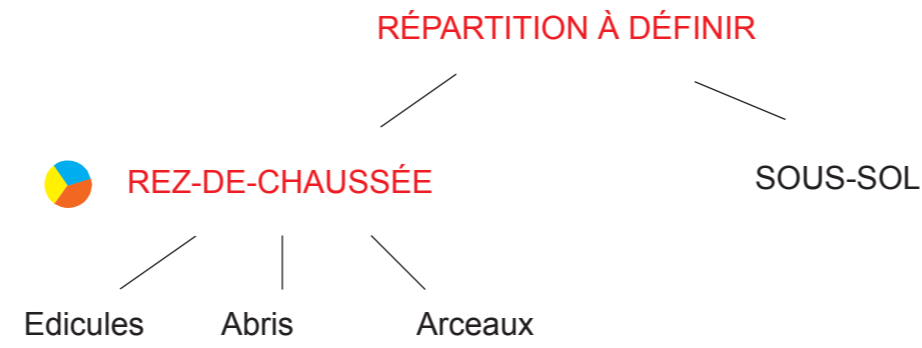 RÉPARTITION À DÉFINIR
REZ-DE-CHAUSSÉE
SOUS-SOL
Edicules
Abris
Arceaux